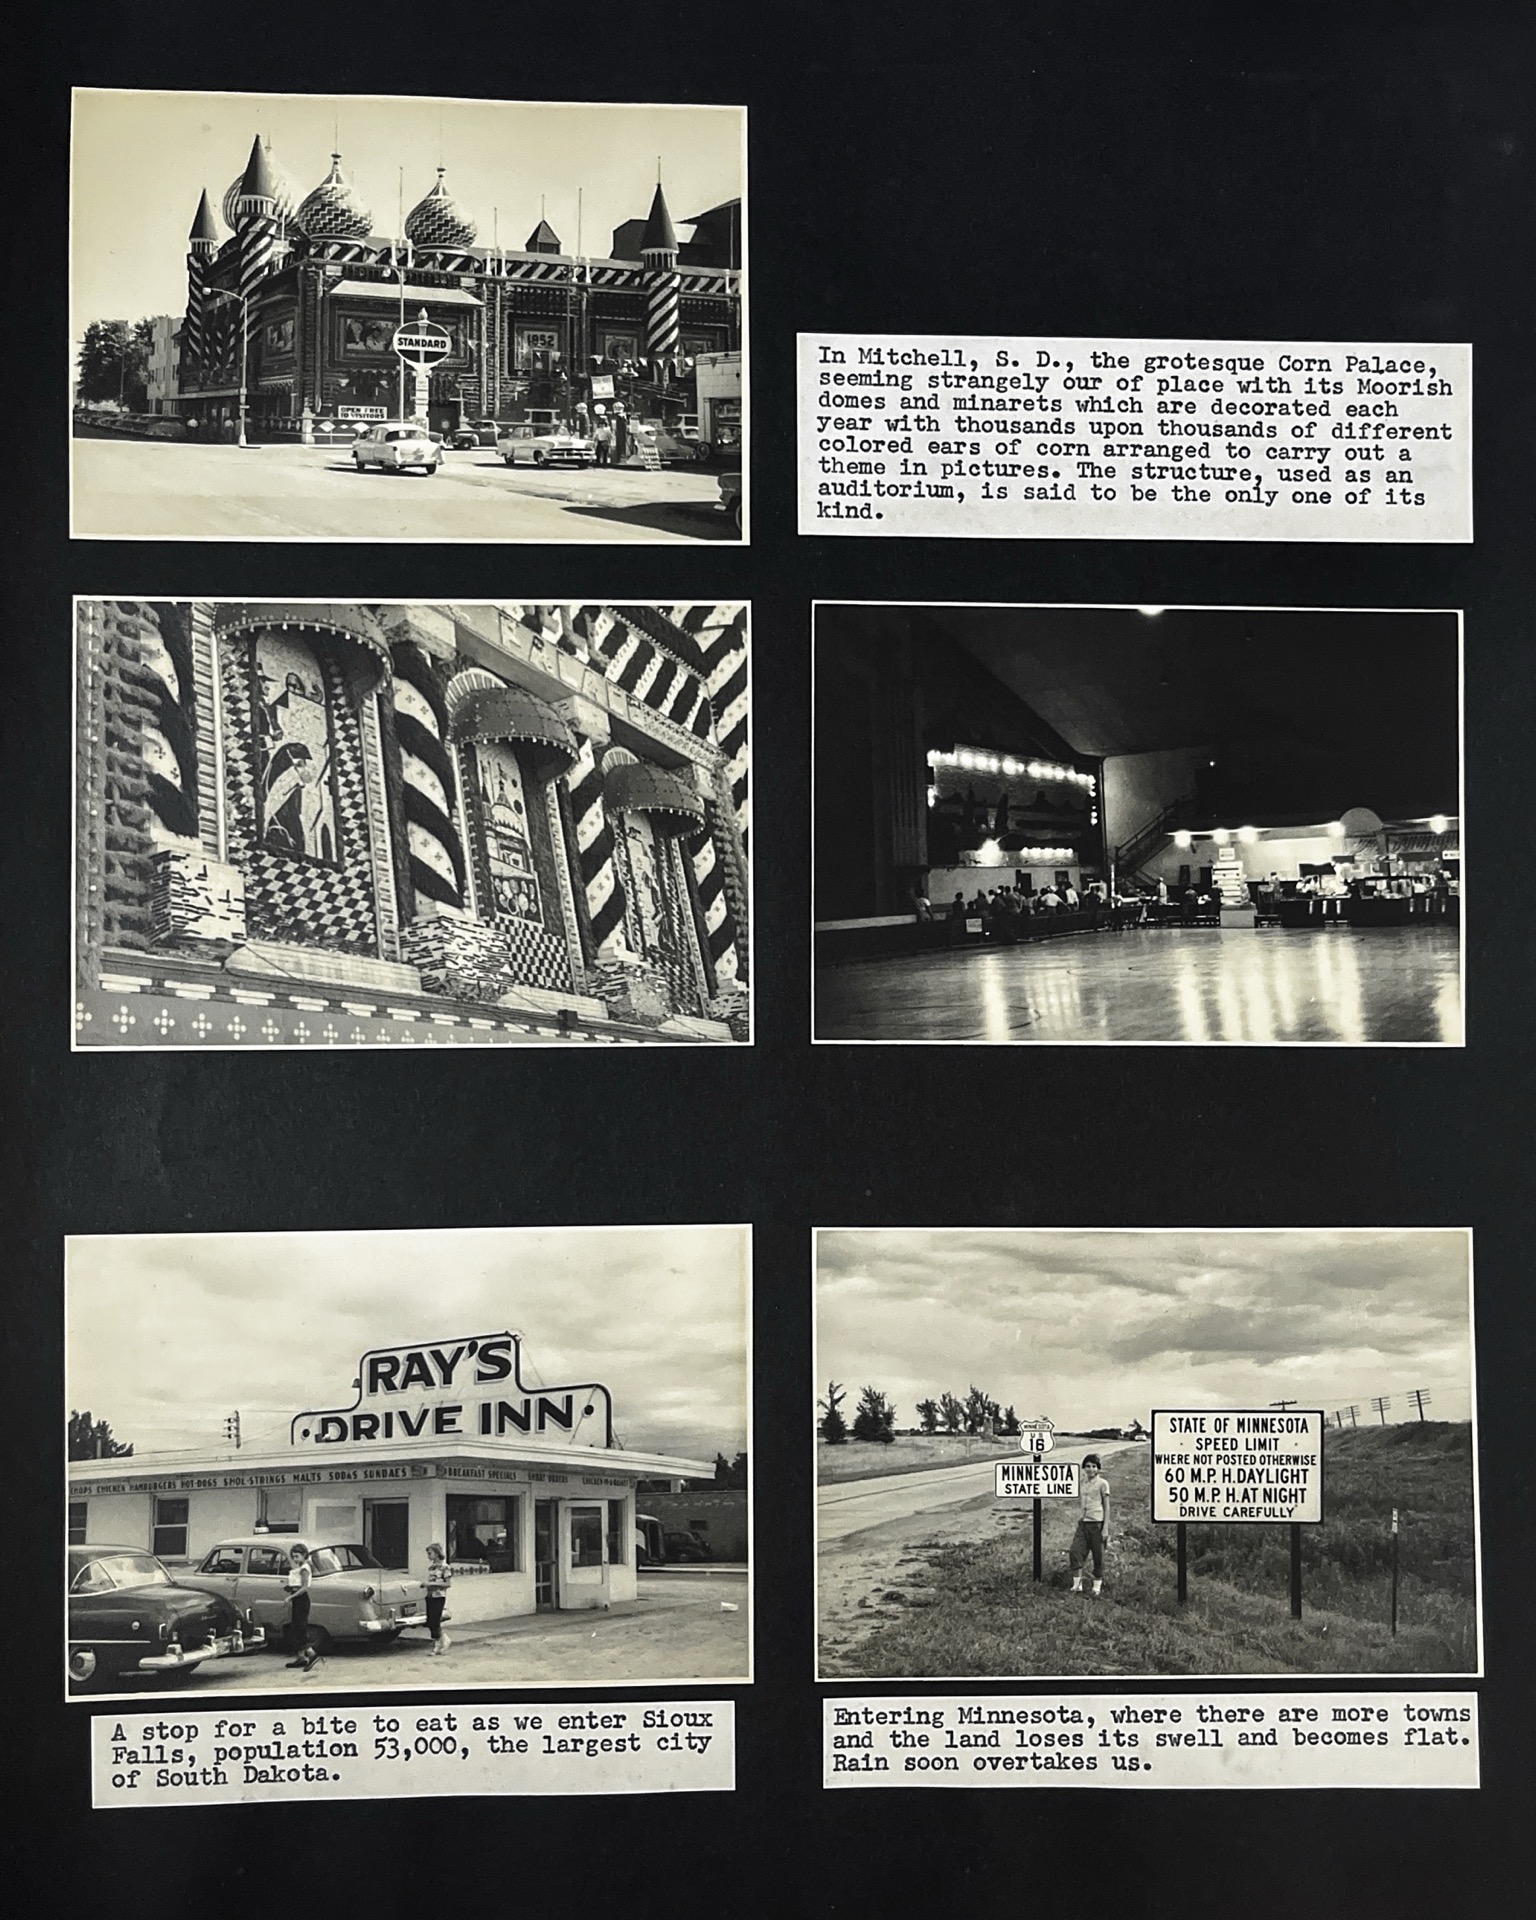 STANDARD
1952
OPEN FREE
TO VISITORS
In Mitchell, S. D., the grotesque Corn Palace,
seeming strangely our of place with its Moorish
domes and minarets which are decorated each
year with thousands upon thousands of different
colored ears of corn arranged to carry out a
theme in pictures. The structure, used as an
auditorium, is said to be the only one of its
kind.
RAY'S
DRIVE INN
CHOPS CHICKEN HAMBURGERS HOT-DOGS SHOE-STRINGS MALTS SODAS SUNDAES
BREAKFAST SPECIALS SHORT ORDERS CHICKEN
A stop for a bite to eat as we enter Sioux
Falls, population 53,000, the largest city
of South Dakota.
MINNESOTA
U S
16
MINNESOTA
STATE LINE
STATE OF MINNESOTA
SPEED LIMIT
WHERE NOT POSTED OTHERWISE
60 M.P.H. DAYLIGHT
50 M.P.H. AT NIGHT
DRIVE CAREFULLY
Entering Minnesota, where there are more towns
and the land loses its swell and becomes flat.
Rain soon overtakes us.